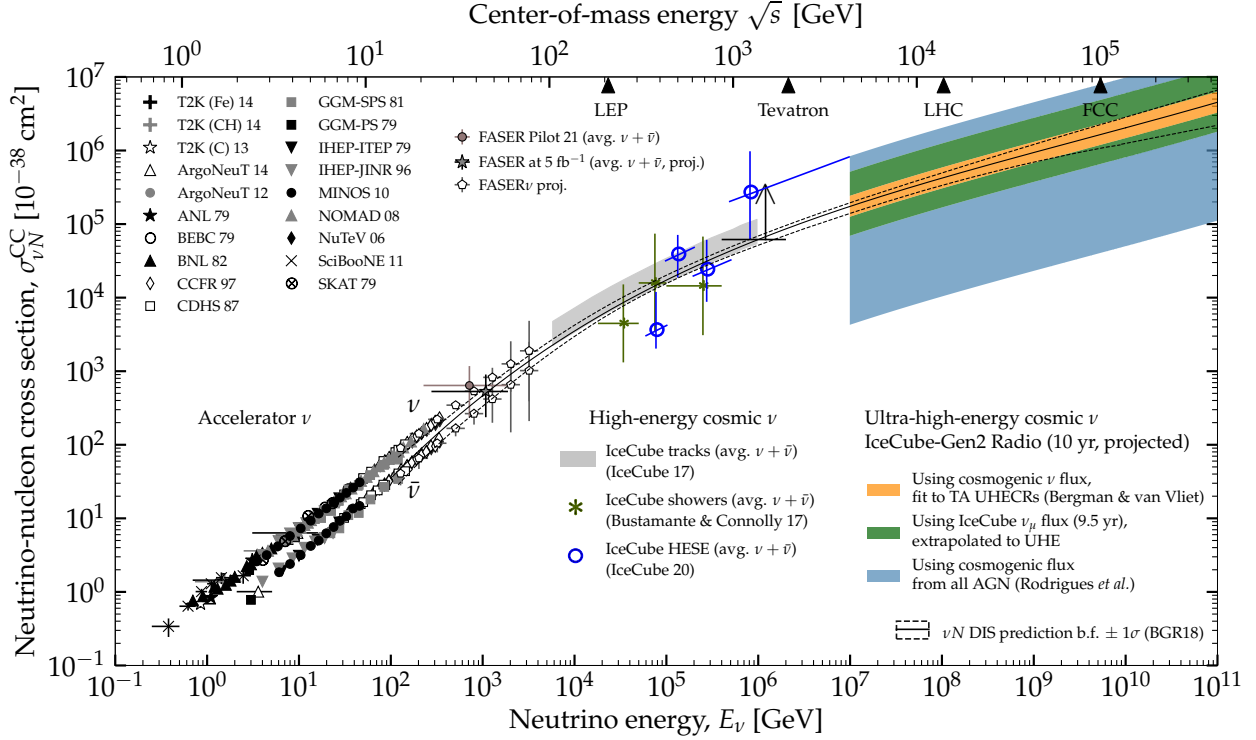 Center-of-mass energy √s [GeV]
10⁰ 10¹ 10² 10³ 10⁴ 10⁵
LEP Tevatron LHC FCC
Neutrino-nucleon cross section, σ_νN^CC [10⁻³⁸ cm²]
10⁷
10⁶
10⁵
10⁴
10³
10²
10¹
10⁰
10⁻¹
T2K (Fe) 14
T2K (CH) 14
T2K (C) 13
ArgoNeuT 14
ArgoNeuT 12
ANL 79
BEBC 79
BNL 82
CCFR 97
CDHS 87
GGM-SPS 81
GGM-PS 79
IHEP-ITEP 79
IHEP-JINR 96
MINOS 10
NOMAD 08
NuTeV 06
SciBooNE 11
SKAT 79
FASER Pilot 21 (avg. ν + ν̄)
FASER at 5 fb⁻¹ (avg. ν + ν̄, proj.)
FASERν proj.
Accelerator ν
ν
ν̄
High-energy cosmic ν
IceCube tracks (avg. ν + ν̄)
(IceCube 17)
IceCube showers (avg. ν + ν̄)
(Bustamante & Connolly 17)
IceCube HESE (avg. ν + ν̄)
(IceCube 20)
Ultra-high-energy cosmic ν
IceCube-Gen2 Radio (10 yr, projected)
Using cosmogenic ν flux,
fit to TA UHECRs (Bergman & van Vliet)
Using IceCube ν_μ flux (9.5 yr),
extrapolated to UHE
Using cosmogenic flux
from all AGN (Rodrigues et al.)
νN DIS prediction b.f. ± 1σ (BGR18)
10⁻¹ 10⁰ 10¹ 10² 10³ 10⁴ 10⁵ 10⁶ 10⁷ 10⁸ 10⁹ 10¹⁰ 10¹¹
Neutrino energy, E_ν [GeV]